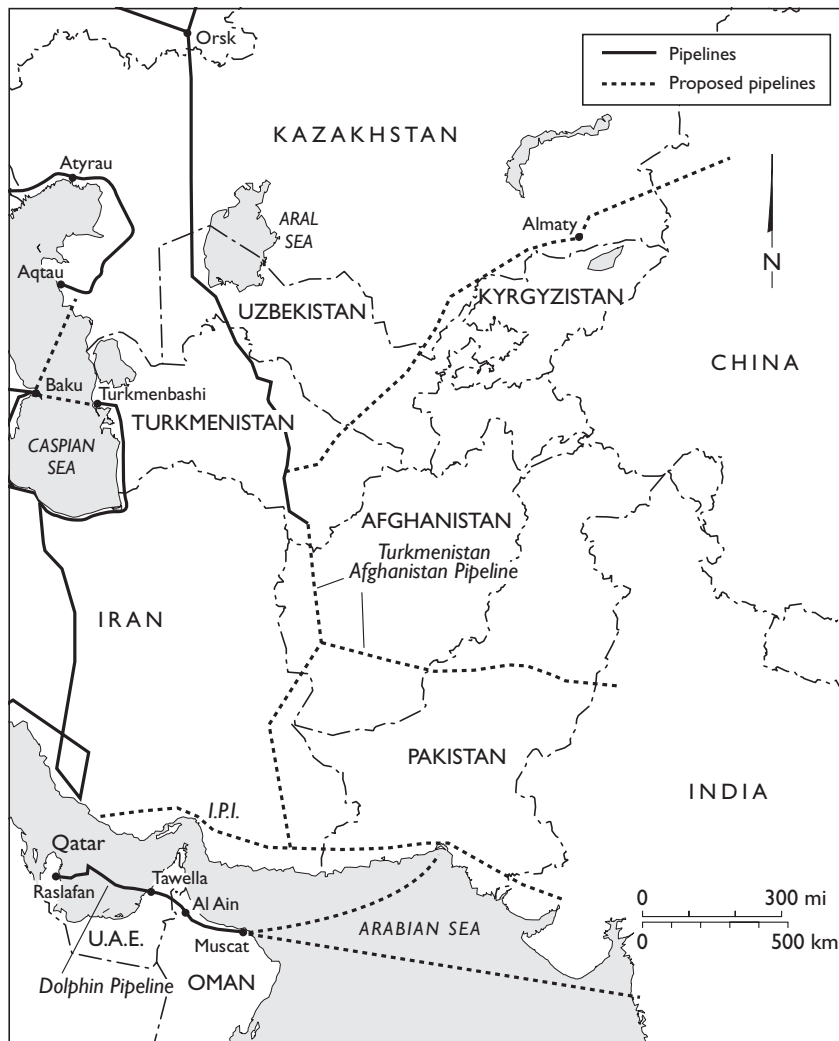 Orsk
Pipelines
Proposed pipelines
KAZAKHSTAN
Atyrau
ARAL
SEA
Almaty
Aqtau
N
UZBEKISTAN
KYRGYZISTAN
CHINA
Baku
Turkmenbashi
TURKMENISTAN
CASPIAN
SEA
AFGHANISTAN
Turkmenistan
Afghanistan Pipeline
IRAN
PAKISTAN
INDIA
I.P.I.
Qatar
Raslafan
Tawella
Al Ain
U.A.E.
Muscat
ARABIAN SEA
0 300 mi
0 500 km
Dolphin Pipeline
OMAN